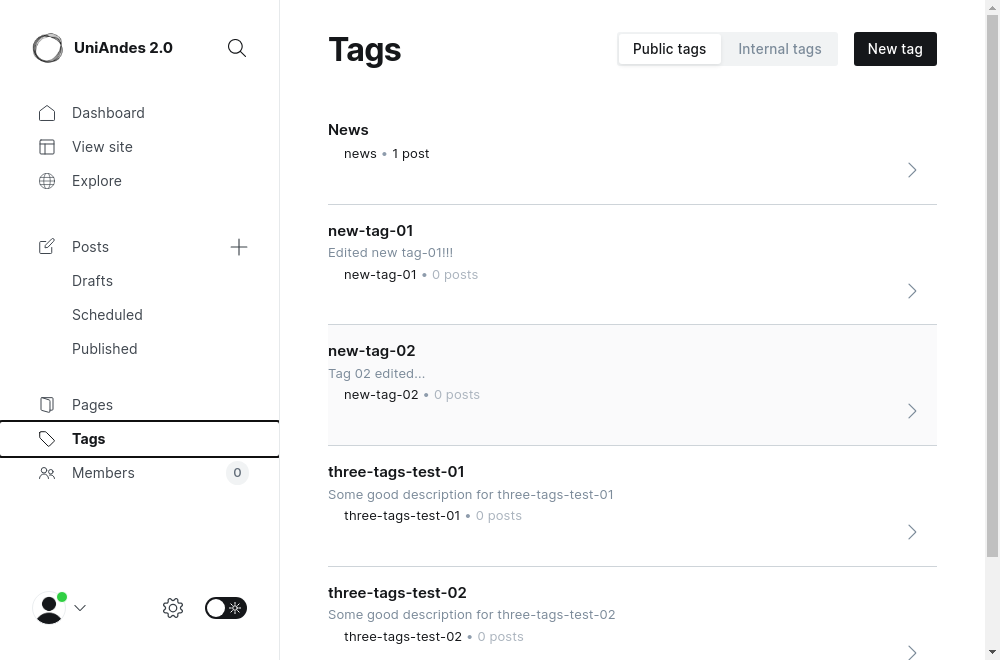 UniAndes 2.0
Dashboard
View site
Explore
Posts
Drafts
Scheduled
Published
Pages
Tags
Members 0
Tags
Public tags Internal tags New tag
News
news • 1 post
new-tag-01
Edited new tag-01!!!
new-tag-01 • 0 posts
new-tag-02
Tag 02 edited...
new-tag-02 • 0 posts
three-tags-test-01
Some good description for three-tags-test-01
three-tags-test-01 • 0 posts
three-tags-test-02
Some good description for three-tags-test-02
three-tags-test-02 • 0 posts